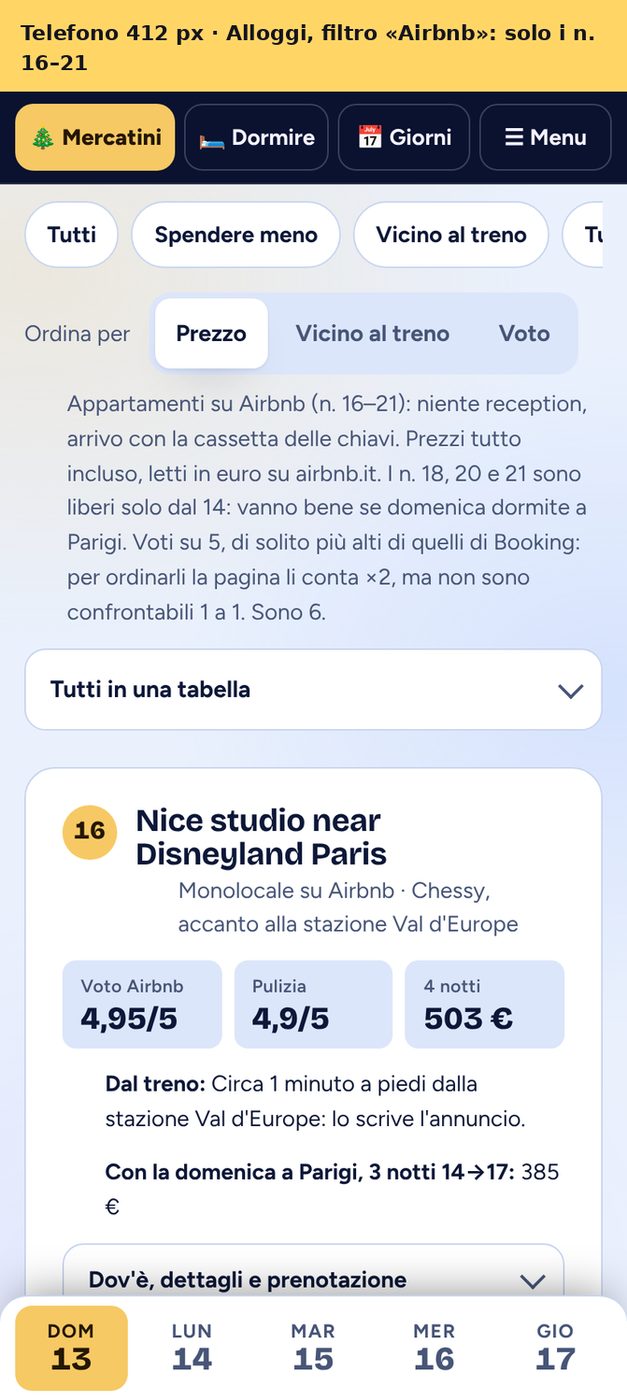 Telefono 412 px · Alloggi, filtro «Airbnb»: solo i n.
16–21
🎄 Mercatini
🛏️ Dormire
📅 Giorni
☰ Menu
Tutti
Spendere meno
Vicino al treno
Ordina per
Prezzo
Vicino al treno
Voto
Appartamenti su Airbnb (n. 16–21): niente reception,
arrivo con la cassetta delle chiavi. Prezzi tutto
incluso, letti in euro su airbnb.it. I n. 18, 20 e 21 sono
liberi solo dal 14: vanno bene se domenica dormite a
Parigi. Voti su 5, di solito più alti di quelli di Booking:
per ordinarli la pagina li conta ×2, ma non sono
confrontabili 1 a 1. Sono 6.
Tutti in una tabella
16
Nice studio near
Disneyland Paris
Monolocale su Airbnb · Chessy,
accanto alla stazione Val d'Europe
Voto Airbnb
4,95/5
Pulizia
4,9/5
4 notti
503 €
Dal treno: Circa 1 minuto a piedi dalla
stazione Val d'Europe: lo scrive l'annuncio.
Con la domenica a Parigi, 3 notti 14→17: 385
€
Dov'è, dettagli e prenotazione
DOM
13
LUN
14
MAR
15
MER
16
GIO
17